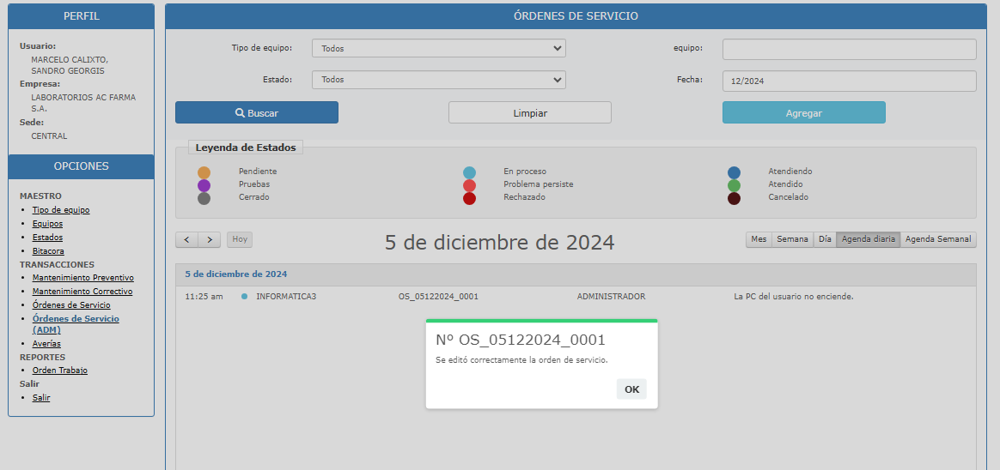 PERFIL
Usuario:
MARCELO CALIXTO,
SANDRO GEORGIS
Empresa:
LABORATORIOS AC FARMA
S.A.
Sede:
CENTRAL
OPCIONES
MAESTRO
Tipo de equipo
Equipos
Estados
Bitacora
TRANSACCIONES
Mantenimiento Preventivo
Mantenimiento Correctivo
Órdenes de Servicio
Órdenes de Servicio
(ADM)
Averías
REPORTES
Orden Trabajo
Salir
Salir
ÓRDENES DE SERVICIO
Tipo de equipo: Todos equipo:
Estado: Todos Fecha: 12/2024
Buscar Limpiar Agregar
Leyenda de Estados
Pendiente En proceso Atendiendo
Pruebas Problema persiste Atendido
Cerrado Rechazado Cancelado
< > Hoy 5 de diciembre de 2024 Mes Semana Día Agenda diaria Agenda Semanal
5 de diciembre de 2024
11:25 am INFORMATICA3 OS_05122024_0001 ADMINISTRADOR La PC del usuario no enciende.
Nº OS_05122024_0001
Se editó correctamente la orden de servicio.
OK